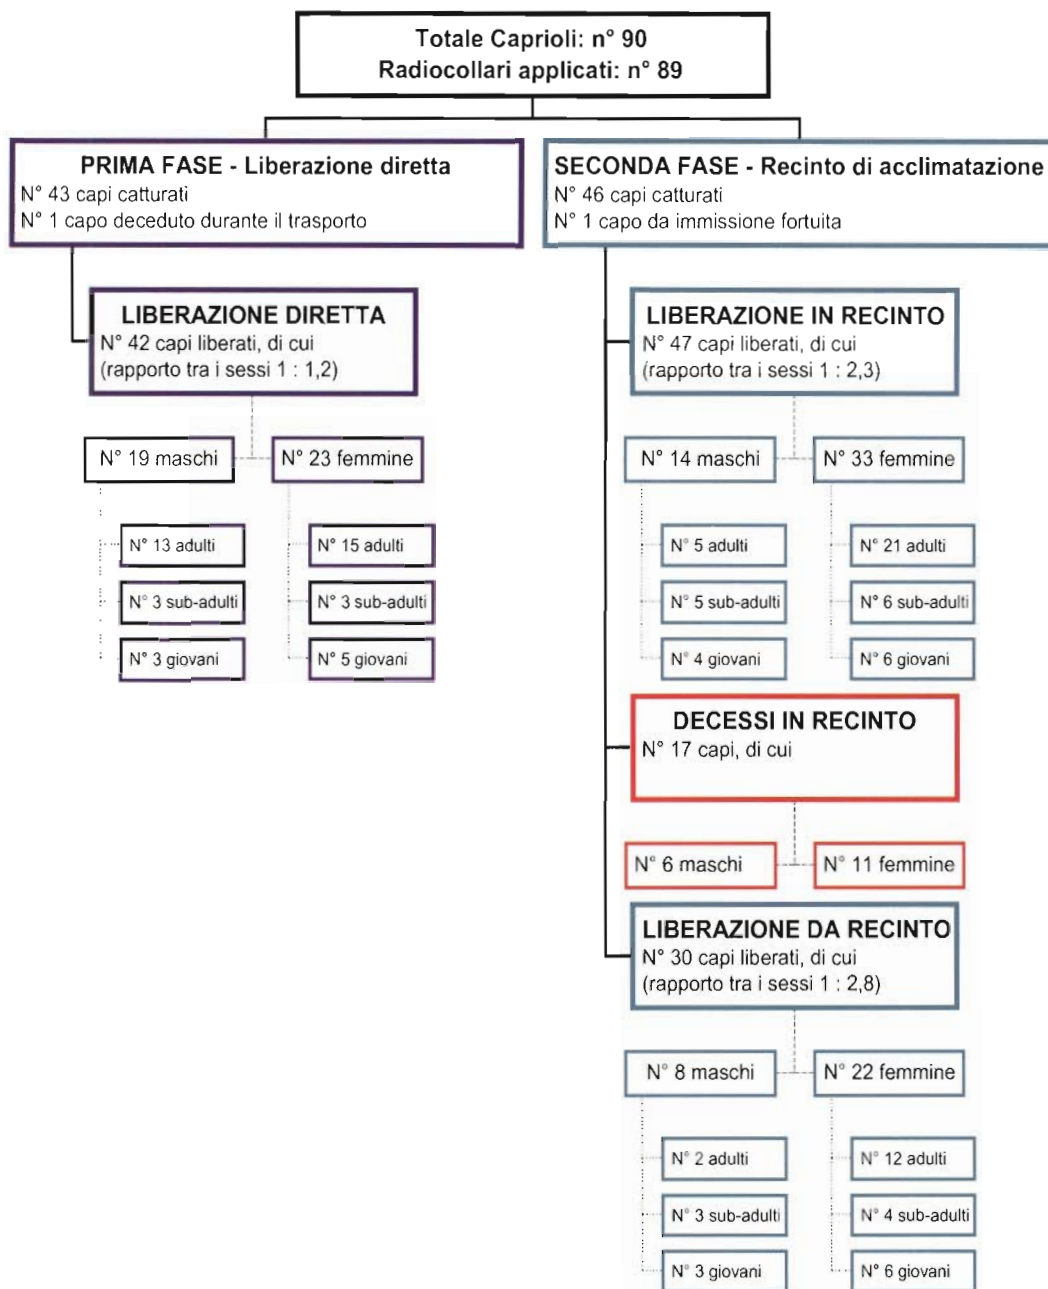 Totale Caprioli: n° 90
Radiocollari applicati: n° 89
PRIMA FASE - Liberazione diretta
N° 43 capi catturati
N° 1 capo deceduto durante il trasporto
SECONDA FASE - Recinto di acclimatazione
N° 46 capi catturati
N° 1 capo da immissione fortuita
LIBERAZIONE DIRETTA
N° 42 capi liberati, di cui
(rapporto tra i sessi 1 : 1,2)
N° 19 maschi
N° 23 femmine
N° 13 adulti
N° 3 sub-adulti
N° 3 giovani
N° 15 adulti
N° 3 sub-adulti
N° 5 giovani
LIBERAZIONE IN RECINTO
N° 47 capi liberati, di cui
(rapporto tra i sessi 1 : 2,3)
N° 14 maschi
N° 33 femmine
N° 5 adulti
N° 5 sub-adulti
N° 4 giovani
N° 21 adulti
N° 6 sub-adulti
N° 6 giovani
DECESSI IN RECINTO
N° 17 capi, di cui
N° 6 maschi
N° 11 femmine
LIBERAZIONE DA RECINTO
N° 30 capi liberati, di cui
(rapporto tra i sessi 1 : 2,8)
N° 8 maschi
N° 22 femmine
N° 2 adulti
N° 3 sub-adulti
N° 3 giovani
N° 12 adulti
N° 4 sub-adulti
N° 6 giovani